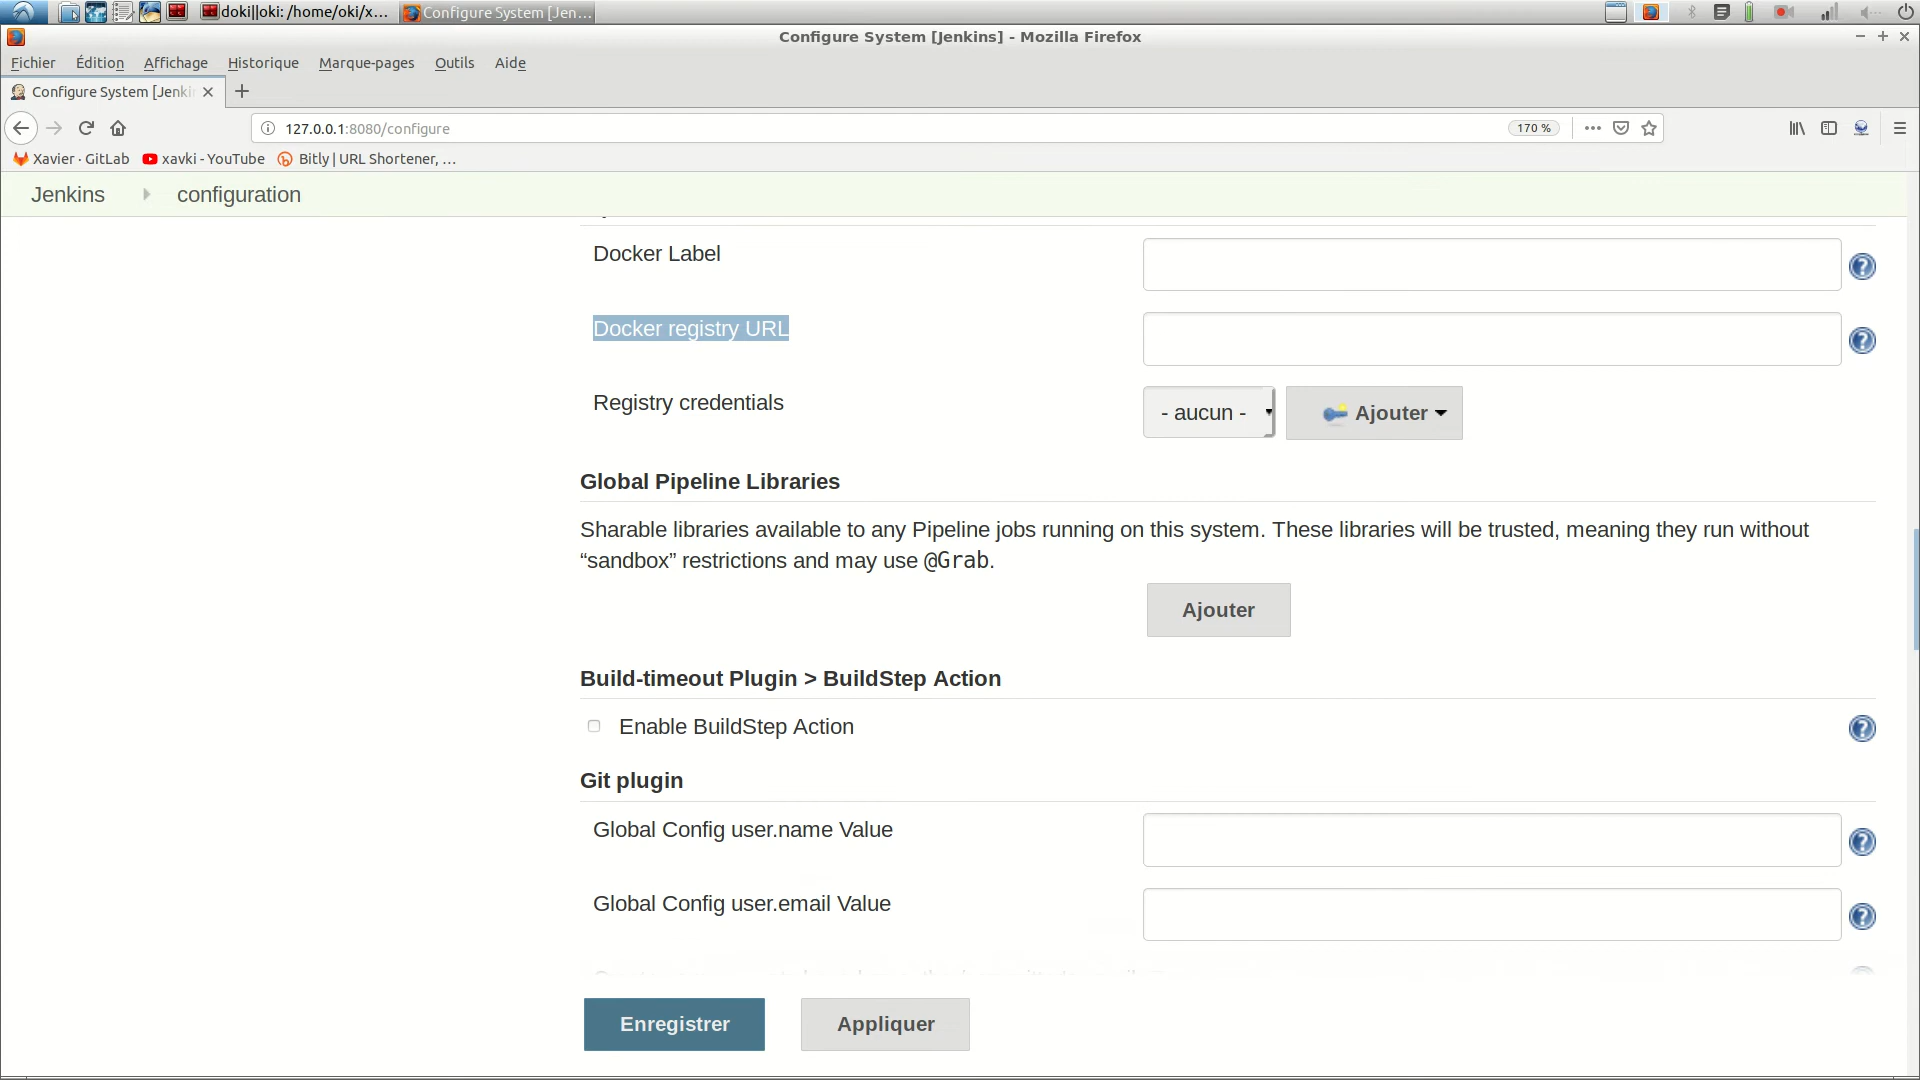 doki||oki: /home/oki/x...
Configure System [Jen...
Configure System [Jenkins] - Mozilla Firefox
Fichier Édition Affichage Historique Marque-pages Outils Aide
Configure System [Jenki
127.0.0.1:8080/configure
170 %
Xavier · GitLab
xavki - YouTube
Bitly | URL Shortener, ...
Jenkins
configuration
Docker Label
Docker registry URL
Registry credentials
- aucun -
Ajouter
Global Pipeline Libraries
Sharable libraries available to any Pipeline jobs running on this system. These libraries will be trusted, meaning they run without
“sandbox” restrictions and may use @Grab.
Ajouter
Build-timeout Plugin > BuildStep Action
Enable BuildStep Action
Git plugin
Global Config user.name Value
Global Config user.email Value
Enregistrer
Appliquer